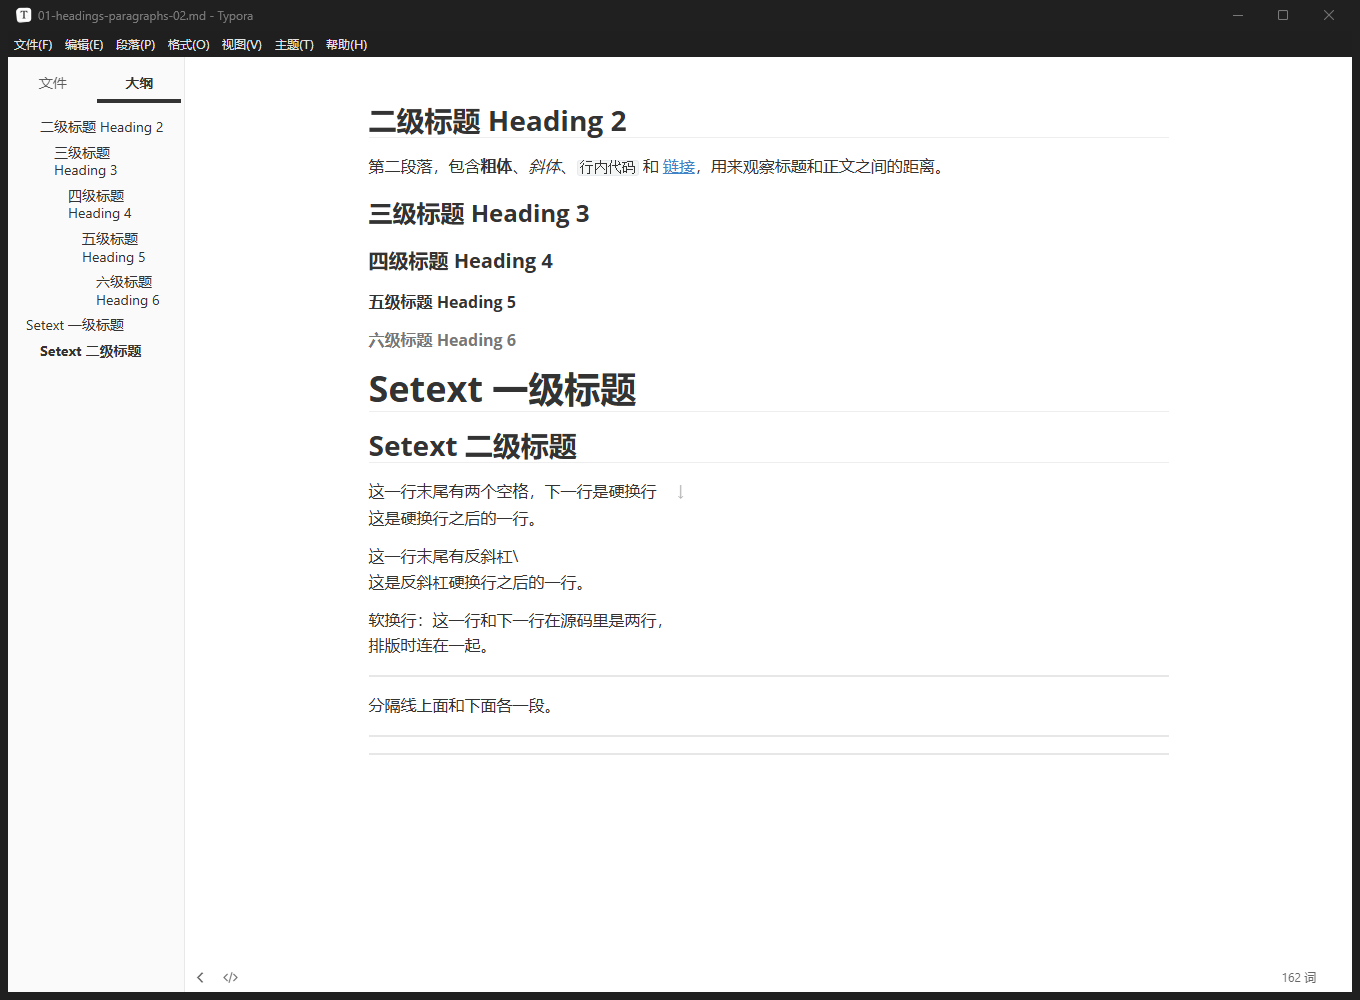 01-headings-paragraphs-02.md - Typora
文件(F) 编辑(E) 段落(P) 格式(O) 视图(V) 主题(T) 帮助(H)
文件 大纲
二级标题 Heading 2
三级标题
Heading 3
四级标题
Heading 4
五级标题
Heading 5
六级标题
Heading 6
Setext 一级标题
Setext 二级标题
二级标题 Heading 2
第二段落，包含粗体、斜体、行内代码 和 链接，用来观察标题和正文之间的距离。
三级标题 Heading 3
四级标题 Heading 4
五级标题 Heading 5
六级标题 Heading 6
Setext 一级标题
Setext 二级标题
这一行末尾有两个空格，下一行是硬换行 ↓
这是硬换行之后的一行。
这一行末尾有反斜杠\
这是反斜杠硬换行之后的一行。
软换行：这一行和下一行在源码里是两行，
排版时连在一起。
分隔线上面和下面各一段。
162 词